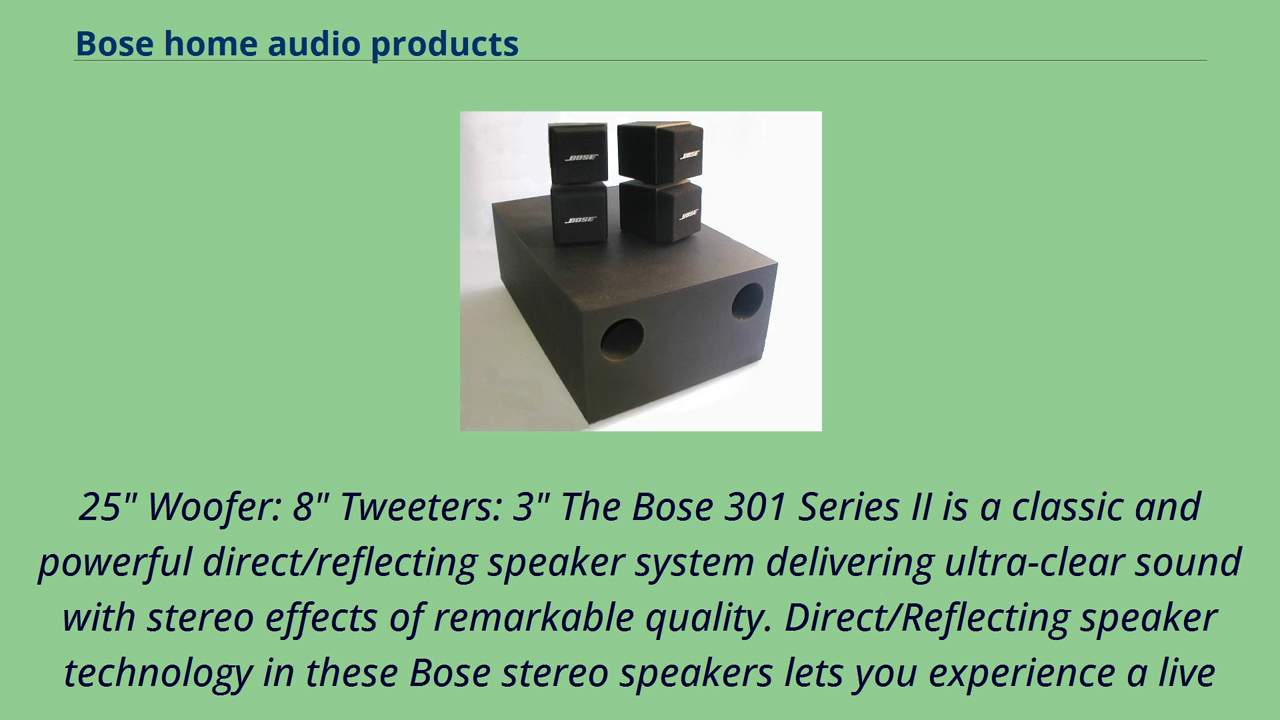 Bose home audio products
BOSE BOSE
BOSE BOSE
25" Woofer: 8" Tweeters: 3" The Bose 301 Series II is a classic and
powerful direct/reflecting speaker system delivering ultra-clear sound
with stereo effects of remarkable quality. Direct/Reflecting speaker
technology in these Bose stereo speakers lets you experience a live